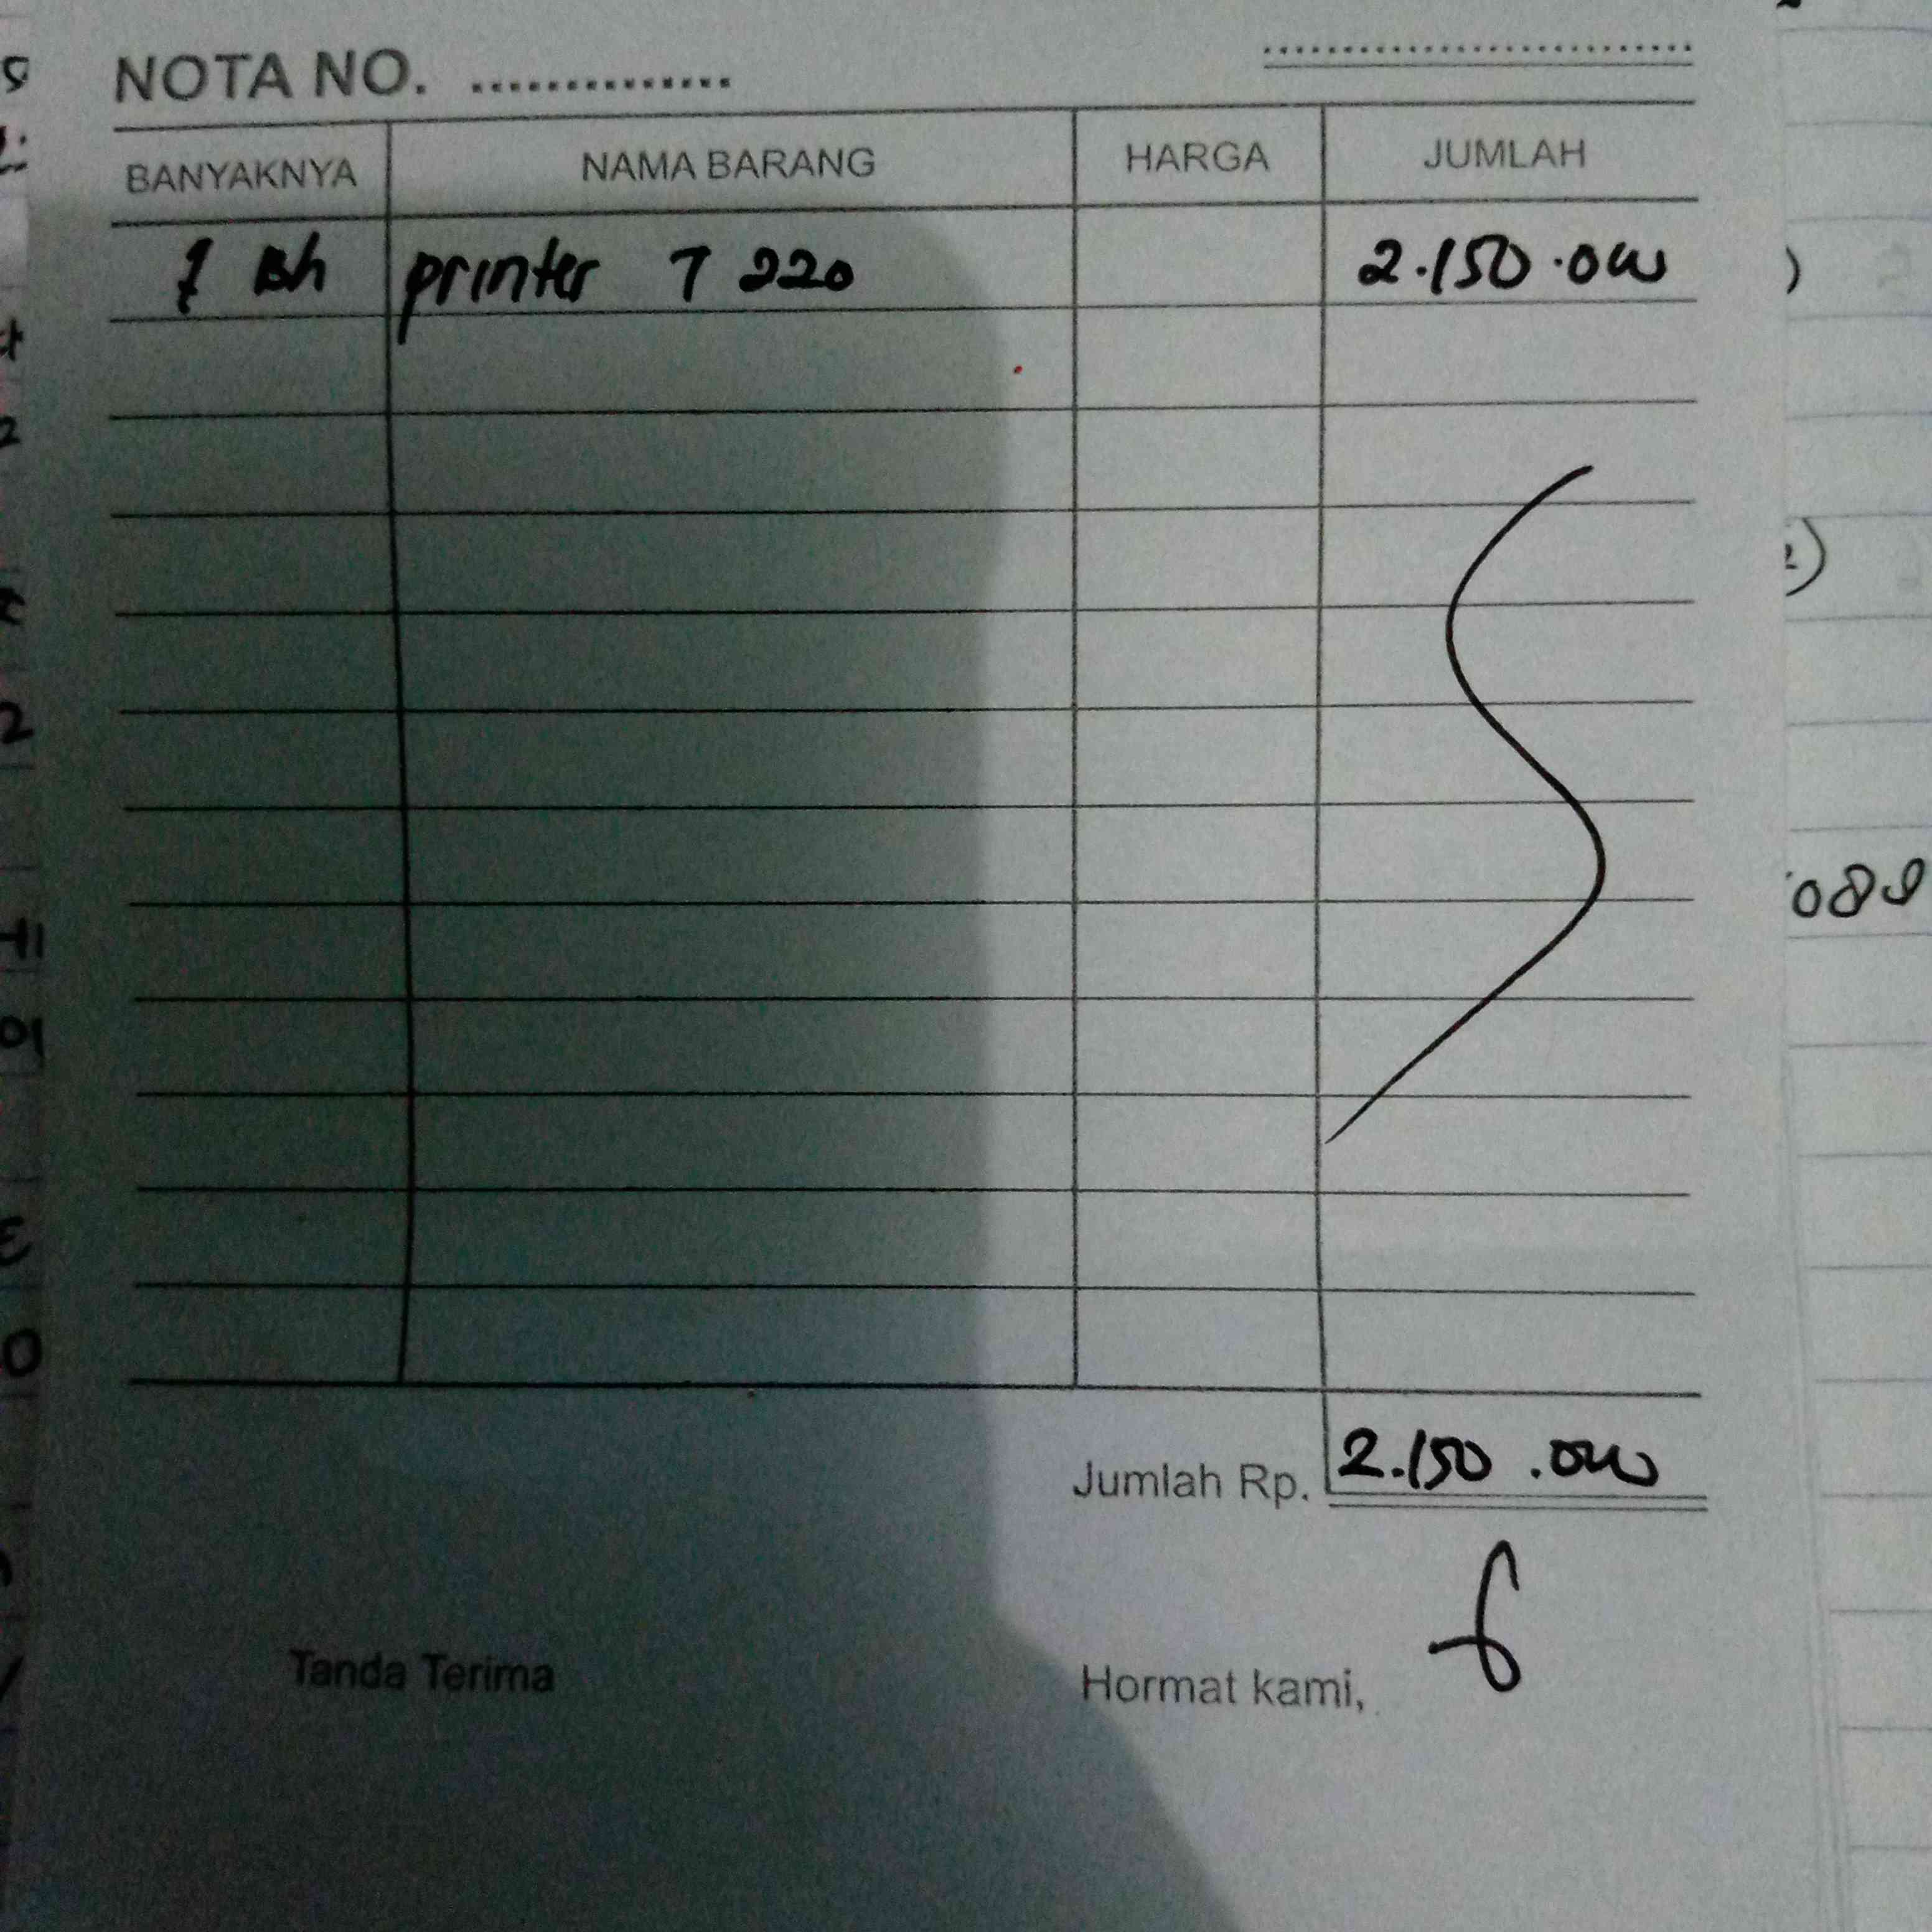 NOTA NO. ..............
BANYAKNYA NAMA BARANG HARGA JUMLAH
1 Bh printer T 220 2.150.000
Jumlah Rp. 2.150.000
Tanda Terima Hormat kami,